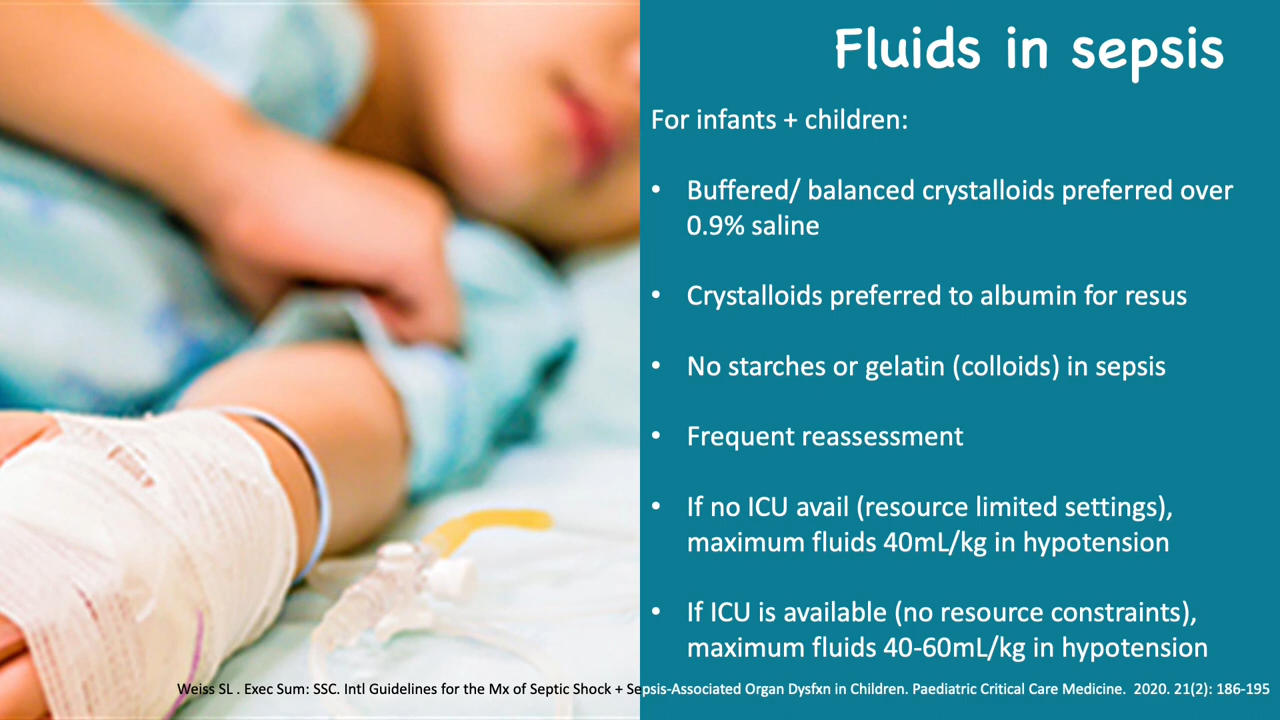 Fluids in sepsis
For infants + children:
• Buffered/ balanced crystalloids preferred over
0.9% saline
• Crystalloids preferred to albumin for resus
• No starches or gelatin (colloids) in sepsis
• Frequent reassessment
• If no ICU avail (resource limited settings),
maximum fluids 40mL/kg in hypotension
• If ICU is available (no resource constraints),
maximum fluids 40-60mL/kg in hypotension
Weiss SL . Exec Sum: SSC. Intl Guidelines for the Mx of Septic Shock + Sepsis-Associated Organ Dysfxn in Children. Paediatric Critical Care Medicine. 2020. 21(2): 186-195